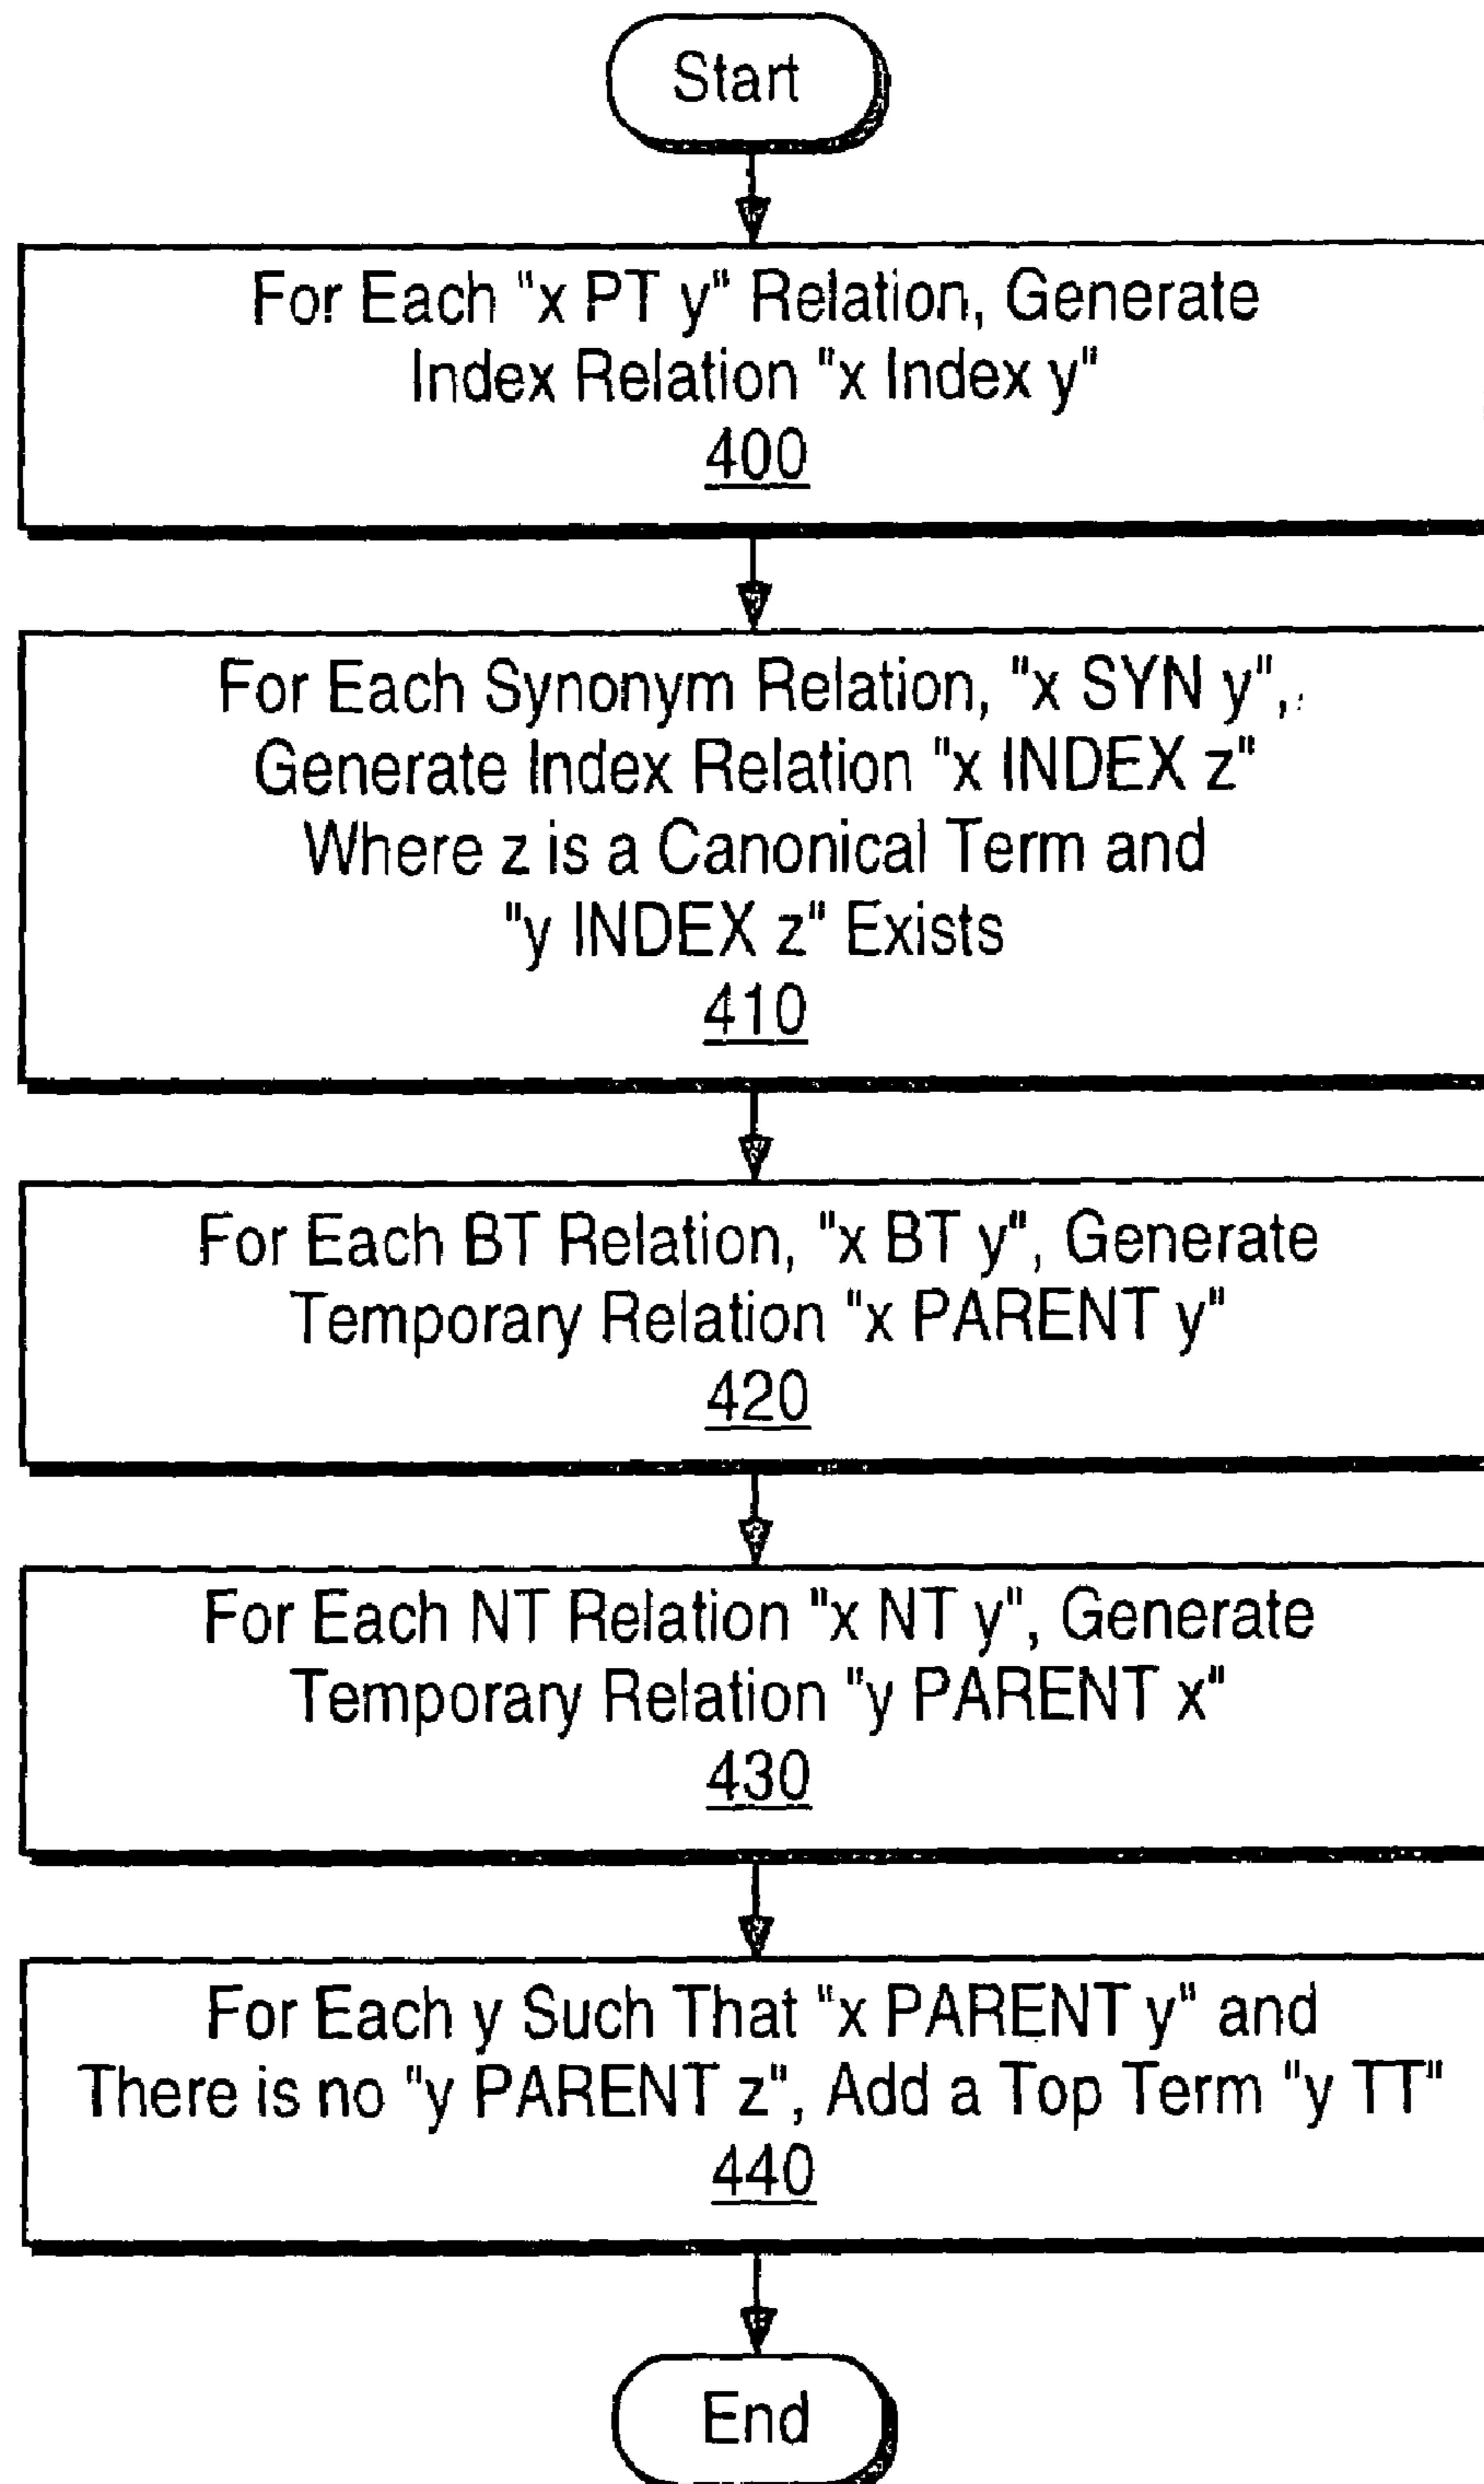 Start
For Each "x PT y" Relation, Generate
Index Relation "x Index y"
400
For Each Synonym Relation, "x SYN y",
Generate Index Relation "x INDEX z"
Where z is a Canonical Term and
"y INDEX z" Exists
410
For Each BT Relation, "x BT y", Generate
Temporary Relation "x PARENT y"
420
For Each NT Relation "x NT y", Generate
Temporary Relation "y PARENT x"
430
For Each y Such That "x PARENT y" and
There is no "y PARENT z", Add a Top Term "y TT"
440
End